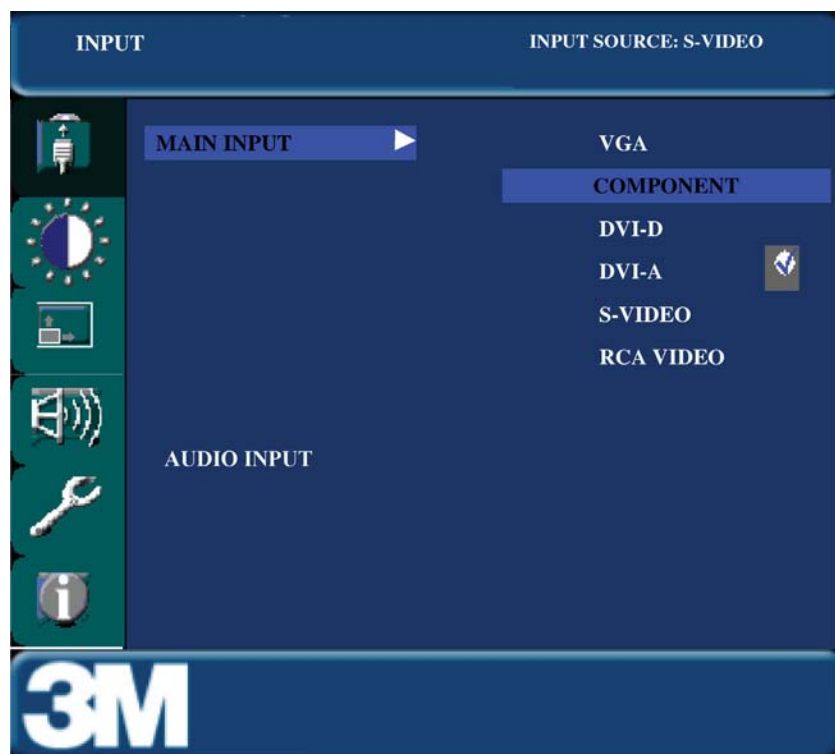 INPUT
INPUT SOURCE: S-VIDEO
MAIN INPUT
VGA
COMPONENT
DVI-D
DVI-A
S-VIDEO
RCA VIDEO
AUDIO INPUT
i
3M